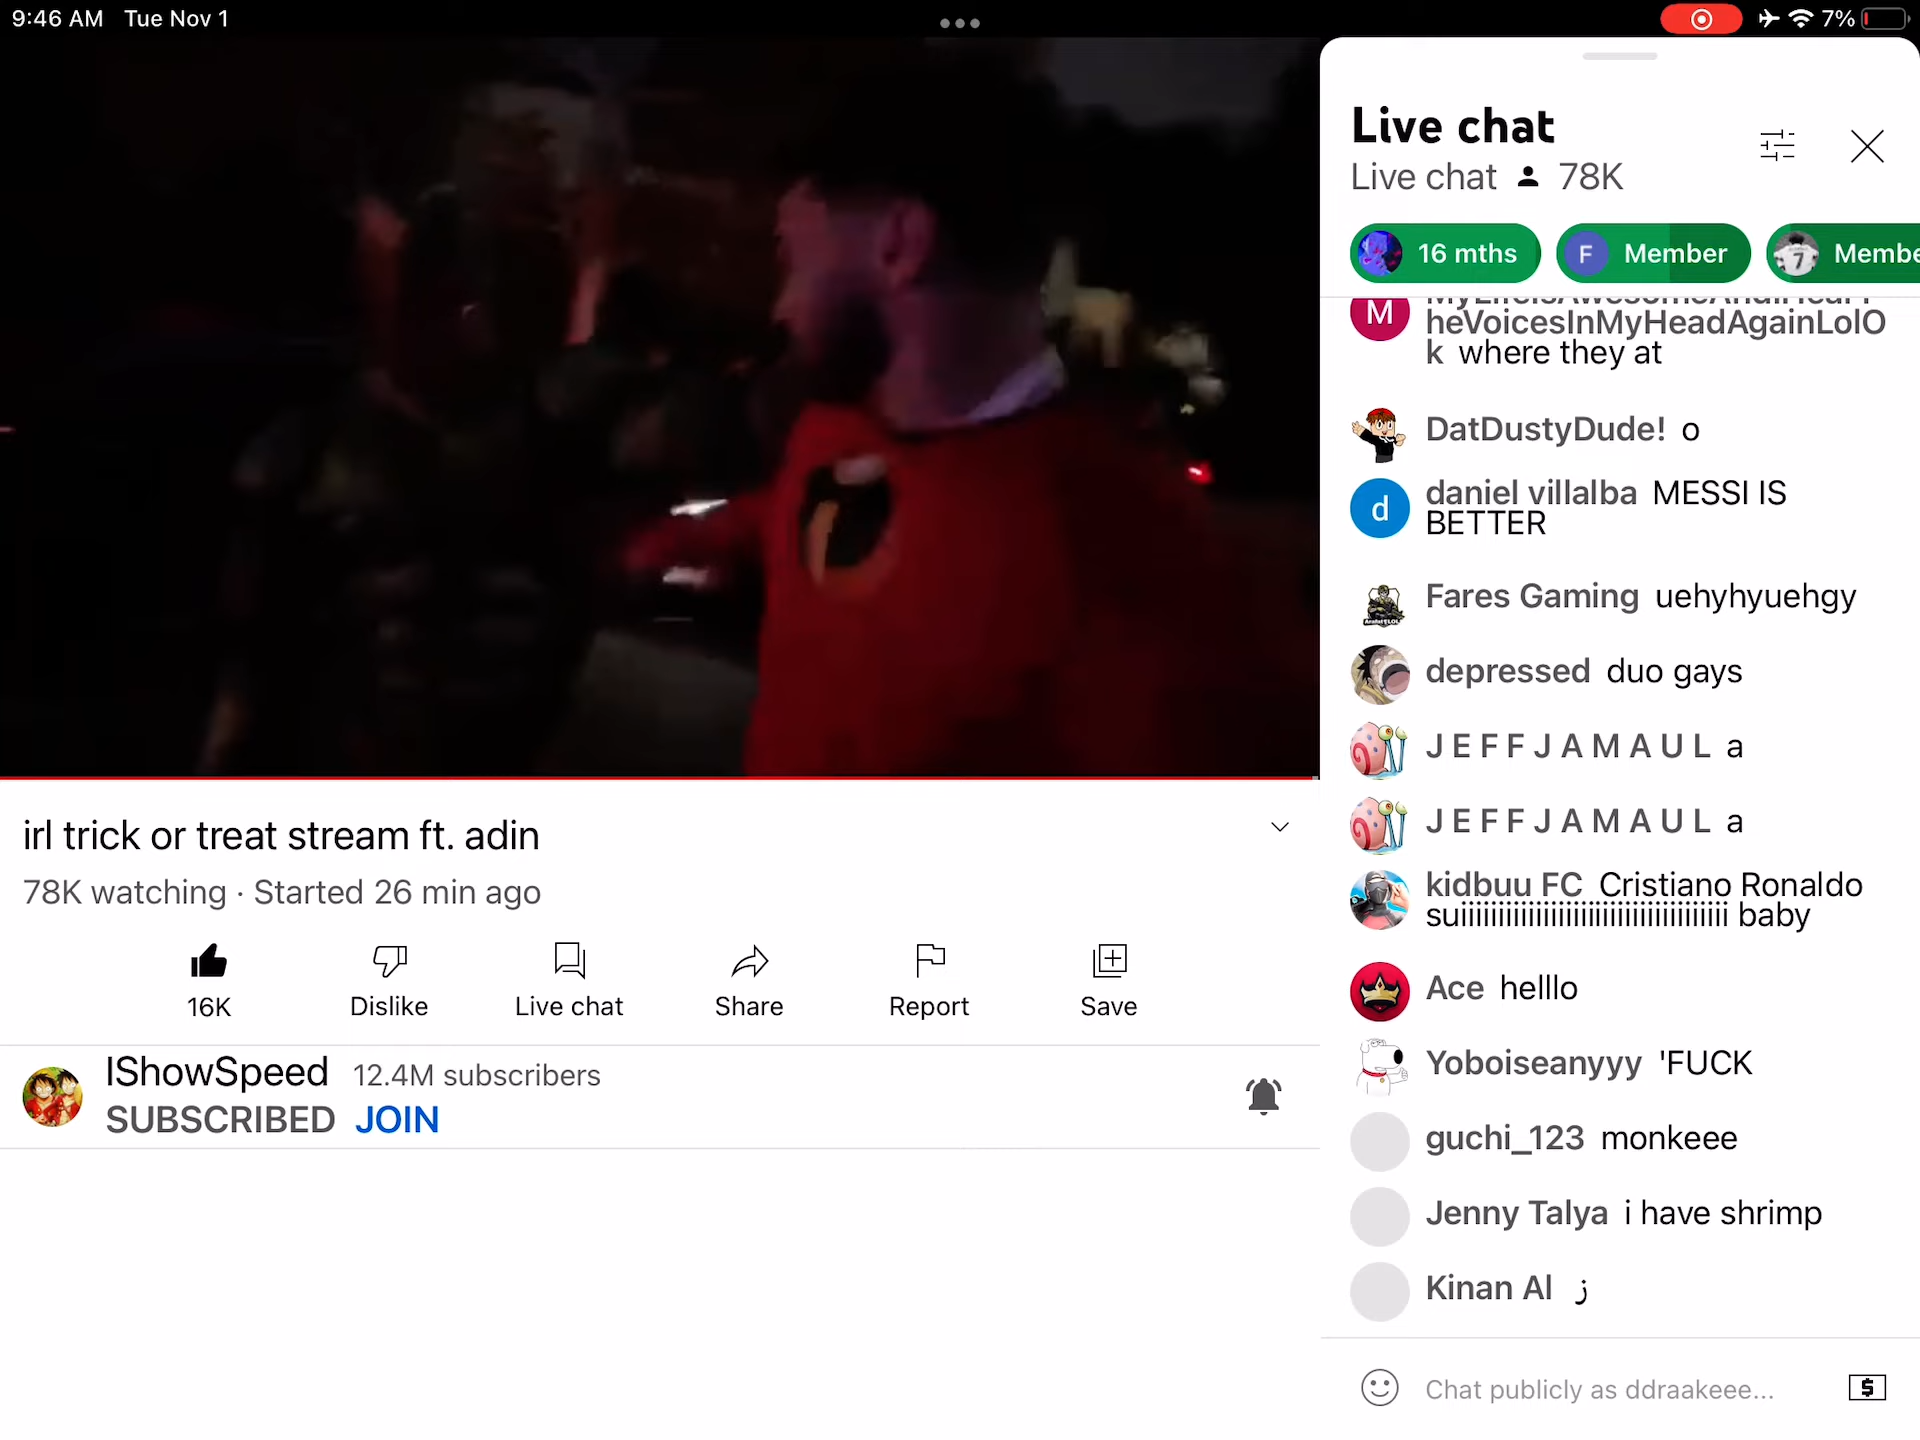 9:46 AM Tue Nov 1
7%
Live chat
Live chat 78K
16 mths
F Member
7 Membe
M
heVoicesInMyHeadAgainLolO
k where they at
DatDustyDude! o
d daniel villalba MESSI IS
BETTER
Fares Gaming uehyhyuehgy
depressed duo gays
J E F F J A M A U L a
J E F F J A M A U L a
kidbuu FC Cristiano Ronaldo
suiiiiiiiiiiiiiiiiiiiiiiiiiiiiiiiiii baby
Ace helllo
Yoboiseanyyy 'FUCK
guchi_123 monkeee
Jenny Talya i have shrimp
Kinan Al ز
Chat publicly as ddraakeee...
irl trick or treat stream ft. adin
78K watching · Started 26 min ago
16K
Dislike
Live chat
Share
Report
Save
IShowSpeed 12.4M subscribers
SUBSCRIBED JOIN